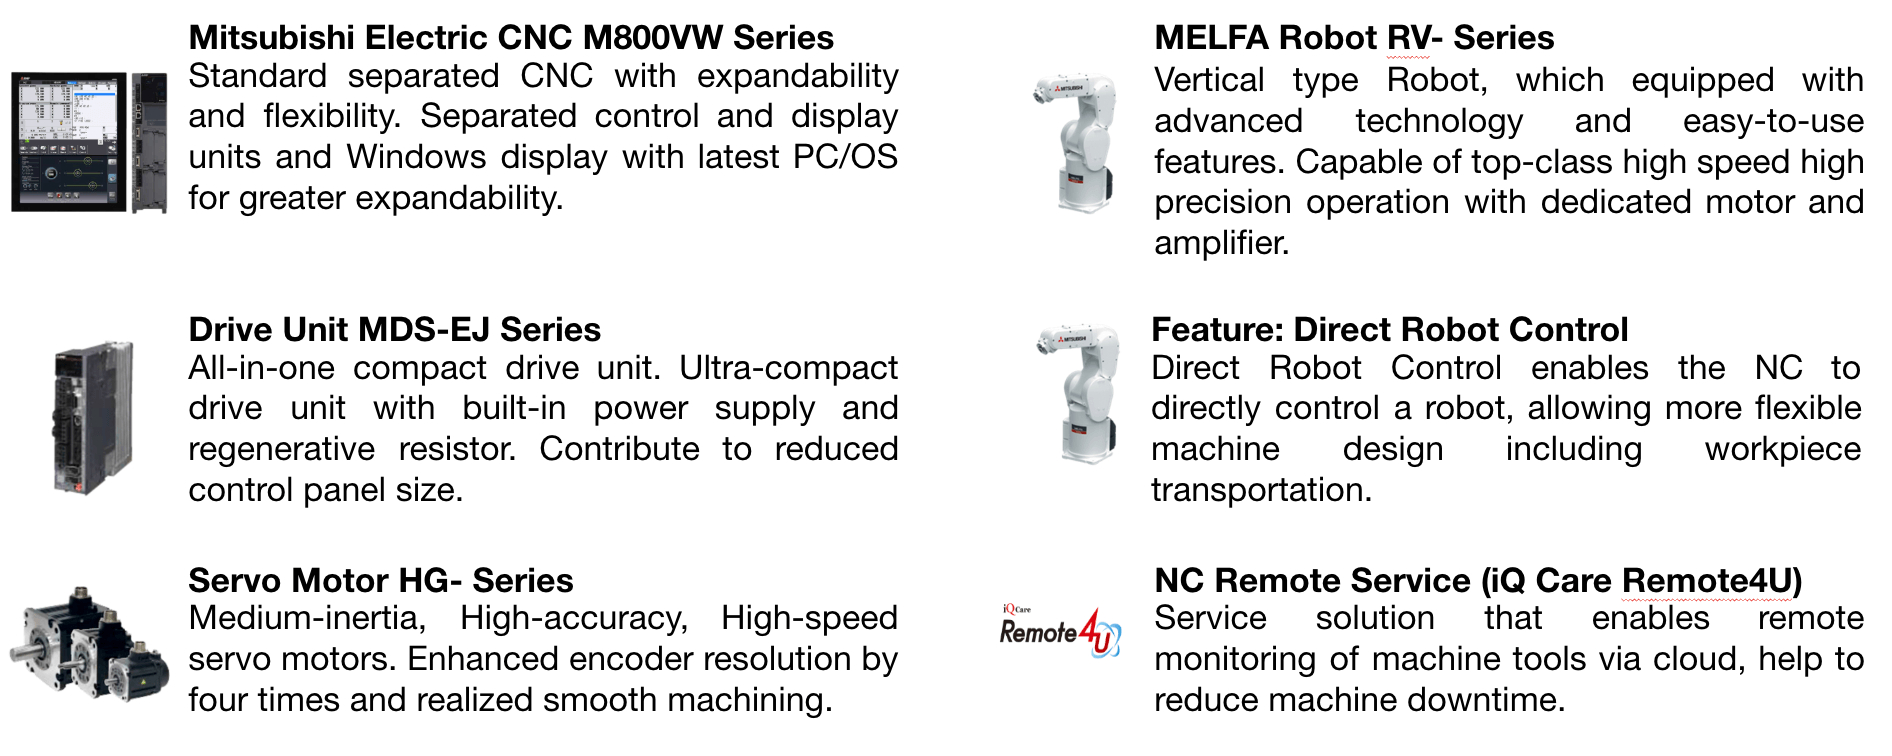 Mitsubishi Electric CNC M800VW Series
Standard separated CNC with expandability
and flexibility. Separated control and display
units and Windows display with latest PC/OS
for greater expandability.
Drive Unit MDS-EJ Series
All-in-one compact drive unit. Ultra-compact
drive unit with built-in power supply and
regenerative resistor. Contribute to reduced
control panel size.
Servo Motor HG- Series
Medium-inertia, High-accuracy, High-speed
servo motors. Enhanced encoder resolution by
four times and realized smooth machining.
MELFA Robot RV- Series
MITSUBISHI
Vertical type Robot, which equipped with
advanced technology and easy-to-use
features. Capable of top-class high speed high
precision operation with dedicated motor and
amplifier.
Feature: Direct Robot Control
MITSUBISHI
Direct Robot Control enables the NC to
directly control a robot, allowing more flexible
machine design including workpiece
transportation.
NC Remote Service (iQ Care Remote4U)
iQ Care
Remote4U
Service solution that enables remote
monitoring of machine tools via cloud, help to
reduce machine downtime.